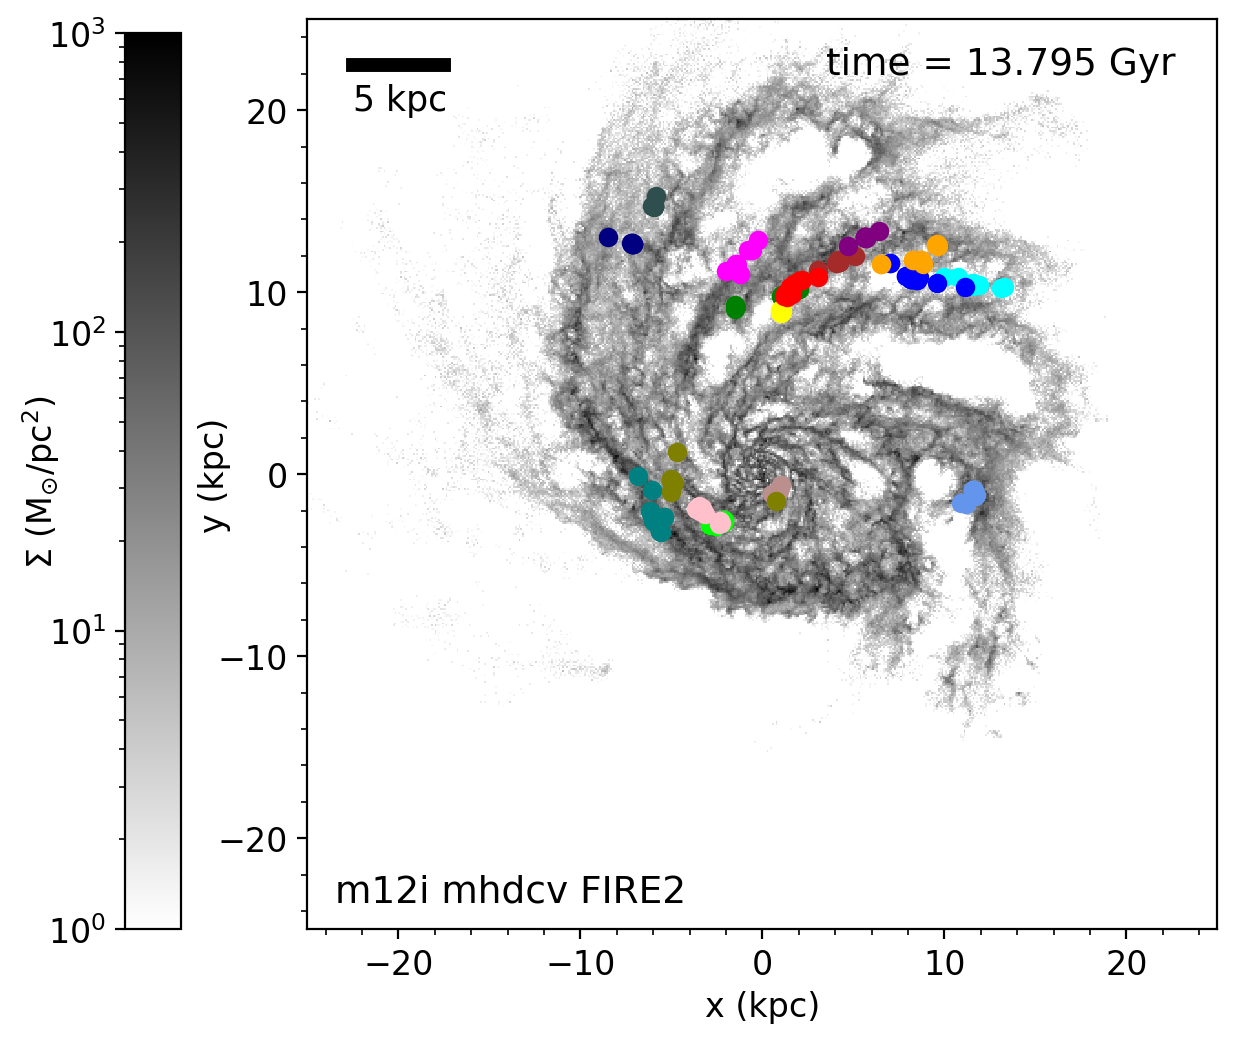 10³
10²
10¹
10⁰
Σ (M☉/pc²)
y (kpc)
20
10
0
−10
−20
5 kpc
time = 13.795 Gyr
m12i mhdcv FIRE2
−20 −10 0 10 20
x (kpc)